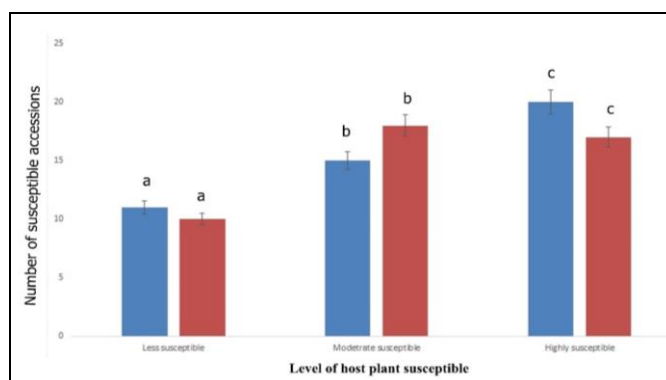 25
20
15
10
5
0
Number of susceptible accessions
a
a
b
b
c
c
Less susceptible
Modetrate susceptible
Highly susceptible
Level of host plant susceptible